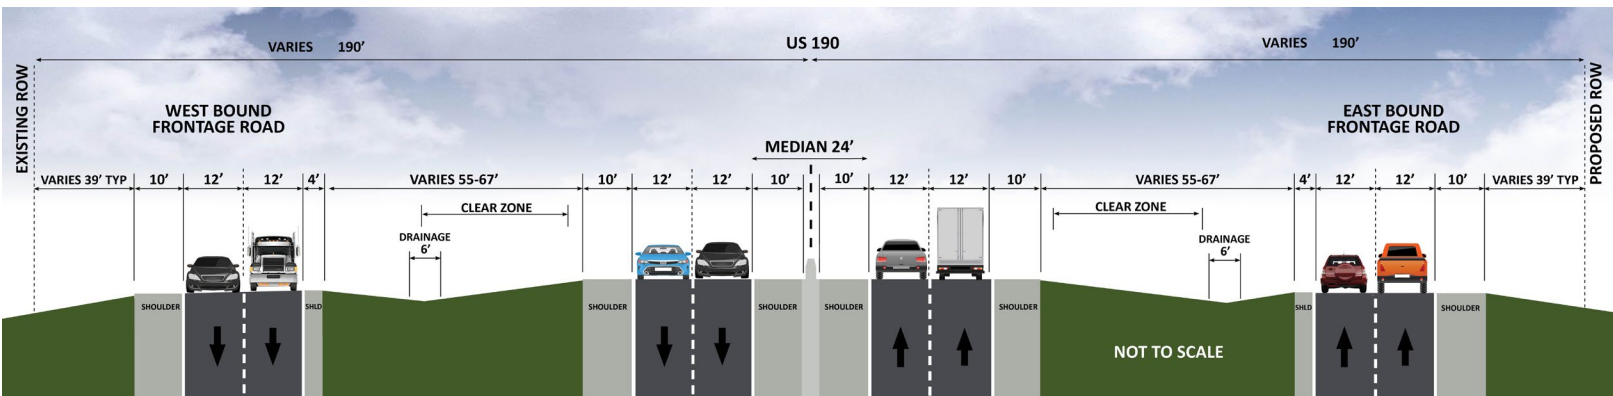 VARIES 190'
US 190
VARIES 190'
EXISTING ROW
WEST BOUND
FRONTAGE ROAD
EAST BOUND
FRONTAGE ROAD
PROPOSED ROW
MEDIAN 24'
VARIES 39' TYP
10'
12'
12'
4'
VARIES 55-67'
10'
12'
12'
10'
10'
12'
12'
10'
VARIES 55-67'
4'
12'
12'
10'
VARIES 39' TYP
CLEAR ZONE
CLEAR ZONE
DRAINAGE
6'
DRAINAGE
6'
SHOULDER
SHLD
SHOULDER
SHOULDER
SHOULDER
SHOULDER
SHLD
SHOULDER
NOT TO SCALE